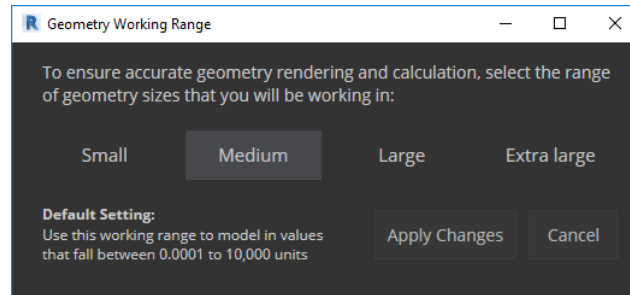 Geometry Working Range
To ensure accurate geometry rendering and calculation, select the range
of geometry sizes that you will be working in:
Small Medium Large Extra large
Default Setting:
Use this working range to model in values
that fall between 0.0001 to 10,000 units
Apply Changes Cancel